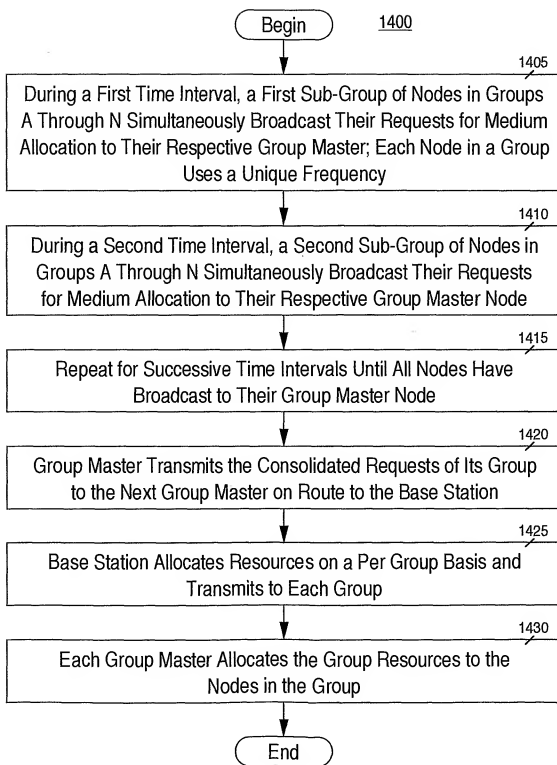 Begin
1400
1405
During a First Time Interval, a First Sub-Group of Nodes in Groups
A Through N Simultaneously Broadcast Their Requests for Medium
Allocation to Their Respective Group Master; Each Node in a Group
Uses a Unique Frequency
1410
During a Second Time Interval, a Second Sub-Group of Nodes in
Groups A Through N Simultaneously Broadcast Their Requests
for Medium Allocation to Their Respective Group Master Node
1415
Repeat for Successive Time Intervals Until All Nodes Have
Broadcast to Their Group Master Node
1420
Group Master Transmits the Consolidated Requests of Its Group
to the Next Group Master on Route to the Base Station
1425
Base Station Allocates Resources on a Per Group Basis and
Transmits to Each Group
1430
Each Group Master Allocates the Group Resources to the
Nodes in the Group
End